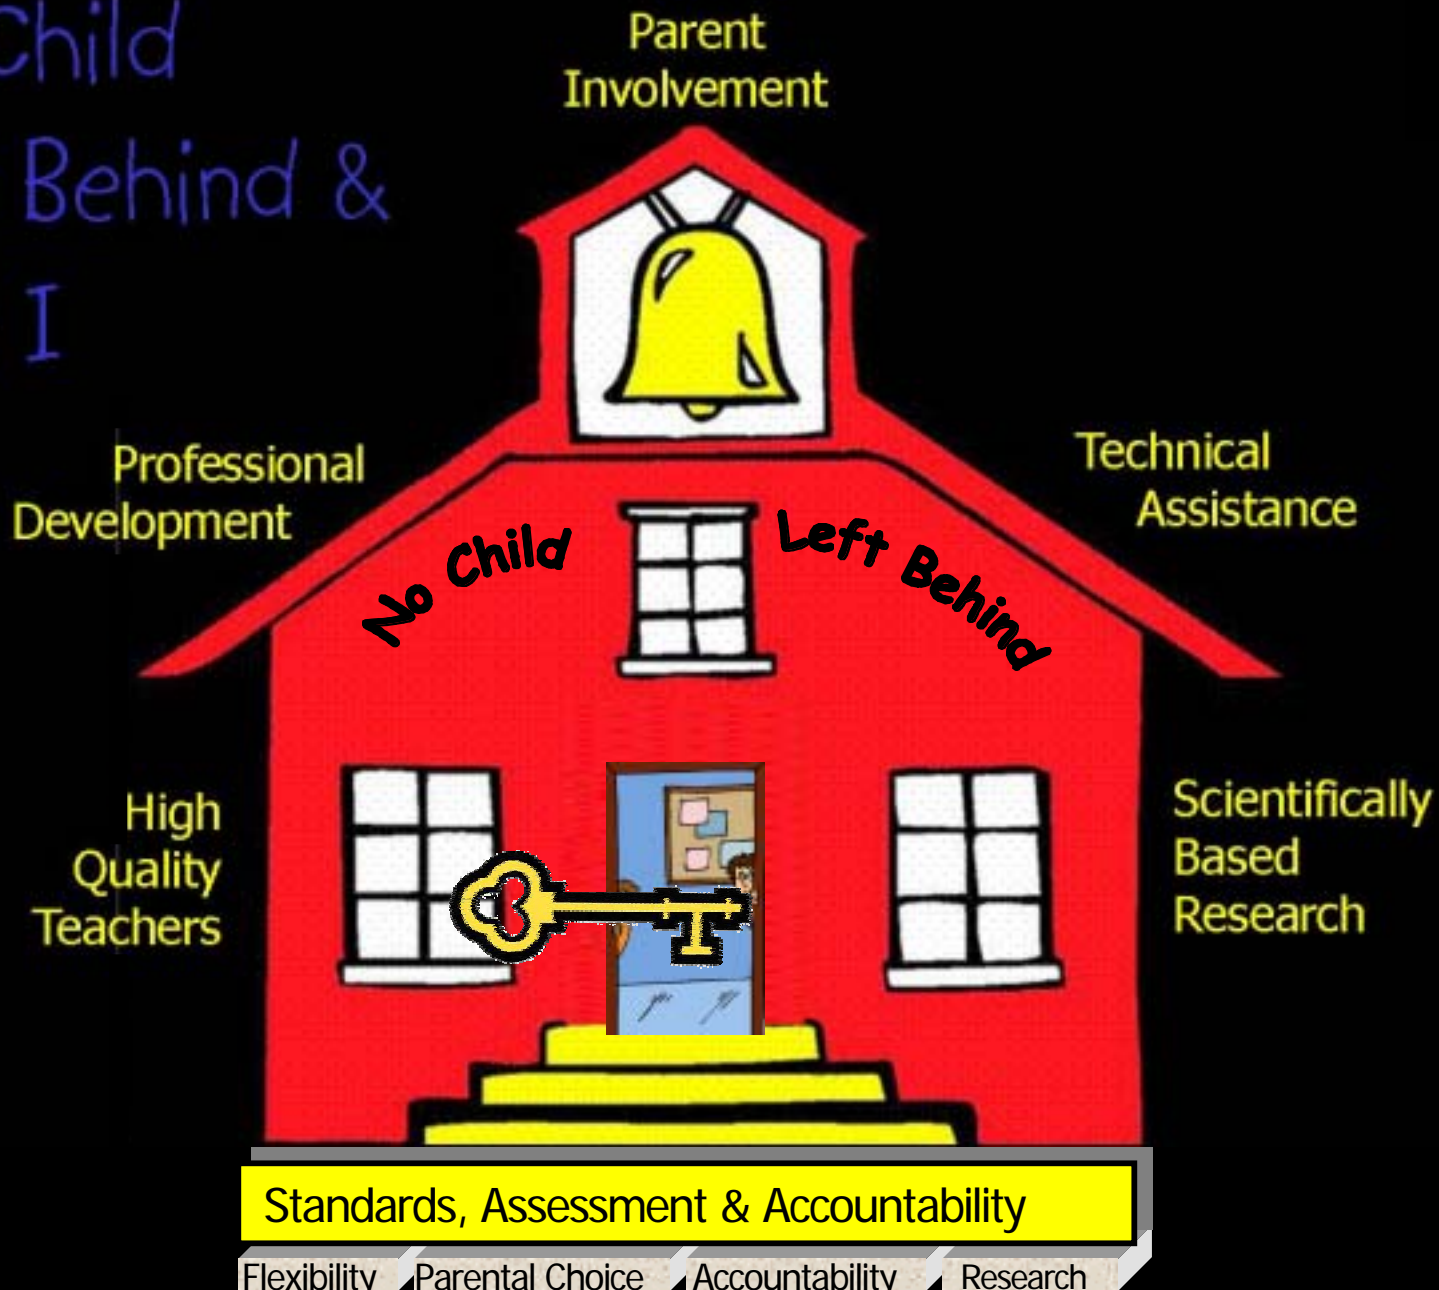 Child
Behind &
I
Parent
Involvement
Professional
Development
Technical
Assistance
No Child Left Behind
High
Quality
Teachers
Scientifically
Based
Research
Standards, Assessment & Accountability
Flexibility Parental Choice Accountability Research